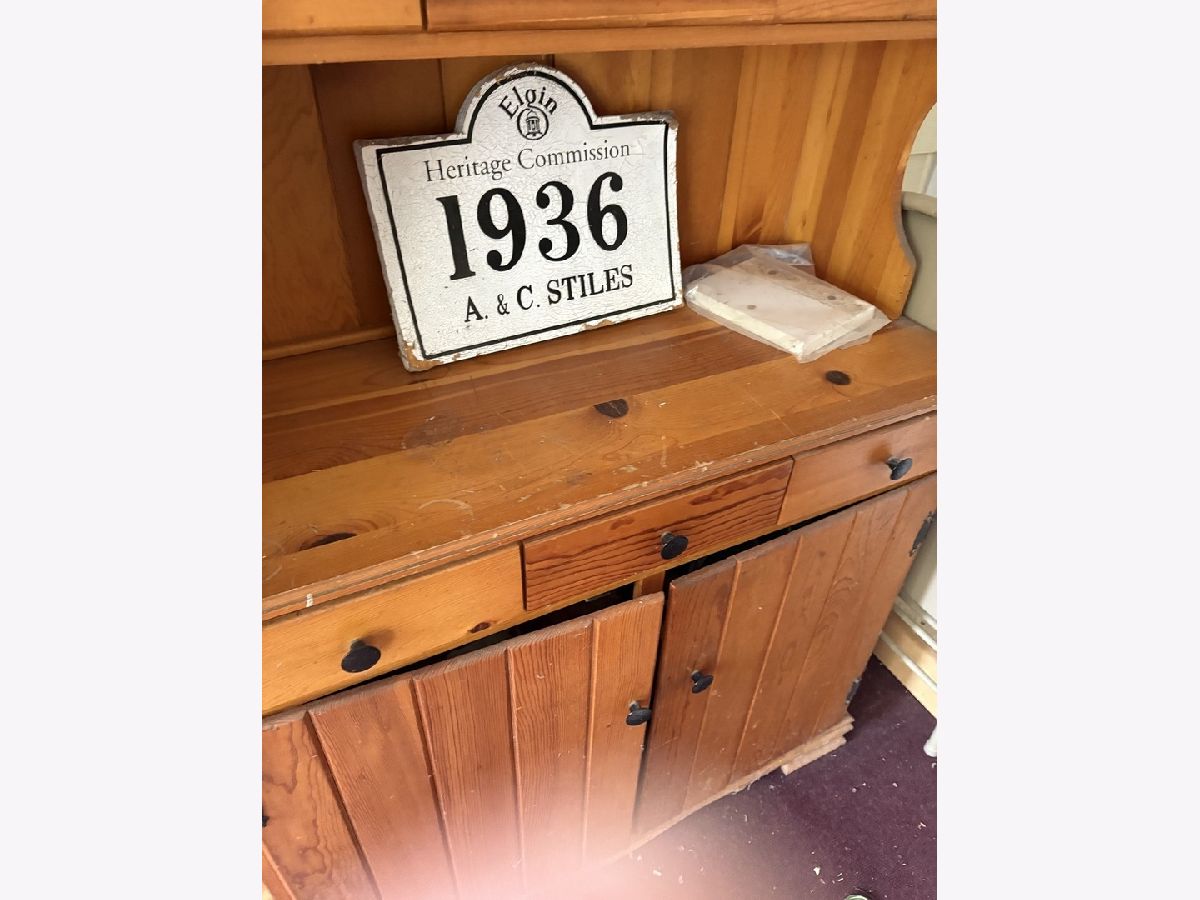 Elgin
Heritage Commission
1936
A. & C. STILES